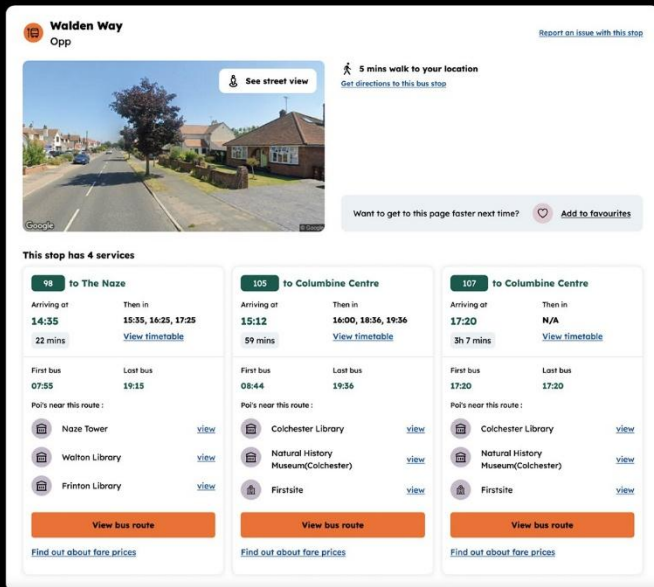 Walden Way
Opp
Report an issue with this stop
See street view
Google
© Google
5 mins walk to your location
Get directions to this bus stop
Want to get to this page faster next time?
Add to favourites
This stop has 4 services
98 to The Naze
Arriving at Then in
14:35 15:35, 16:25, 17:25
22 mins View timetable
First bus Last bus
07:55 19:15
Poi's near this route :
Naze Tower view
Walton Library view
Frinton Library view
View bus route
Find out about fare prices
105 to Columbine Centre
Arriving at Then in
15:12 16:00, 18:36, 19:36
59 mins View timetable
First bus Last bus
08:44 19:36
Poi's near this route :
Colchester Library view
Natural History
Museum(Colchester) view
Firstsite view
View bus route
Find out about fare prices
107 to Columbine Centre
Arriving at Then in
17:20 N/A
3h 7 mins View timetable
First bus Last bus
17:20 17:20
Poi's near this route :
Colchester Library view
Natural History
Museum(Colchester) view
Firstsite view
View bus route
Find out about fare prices